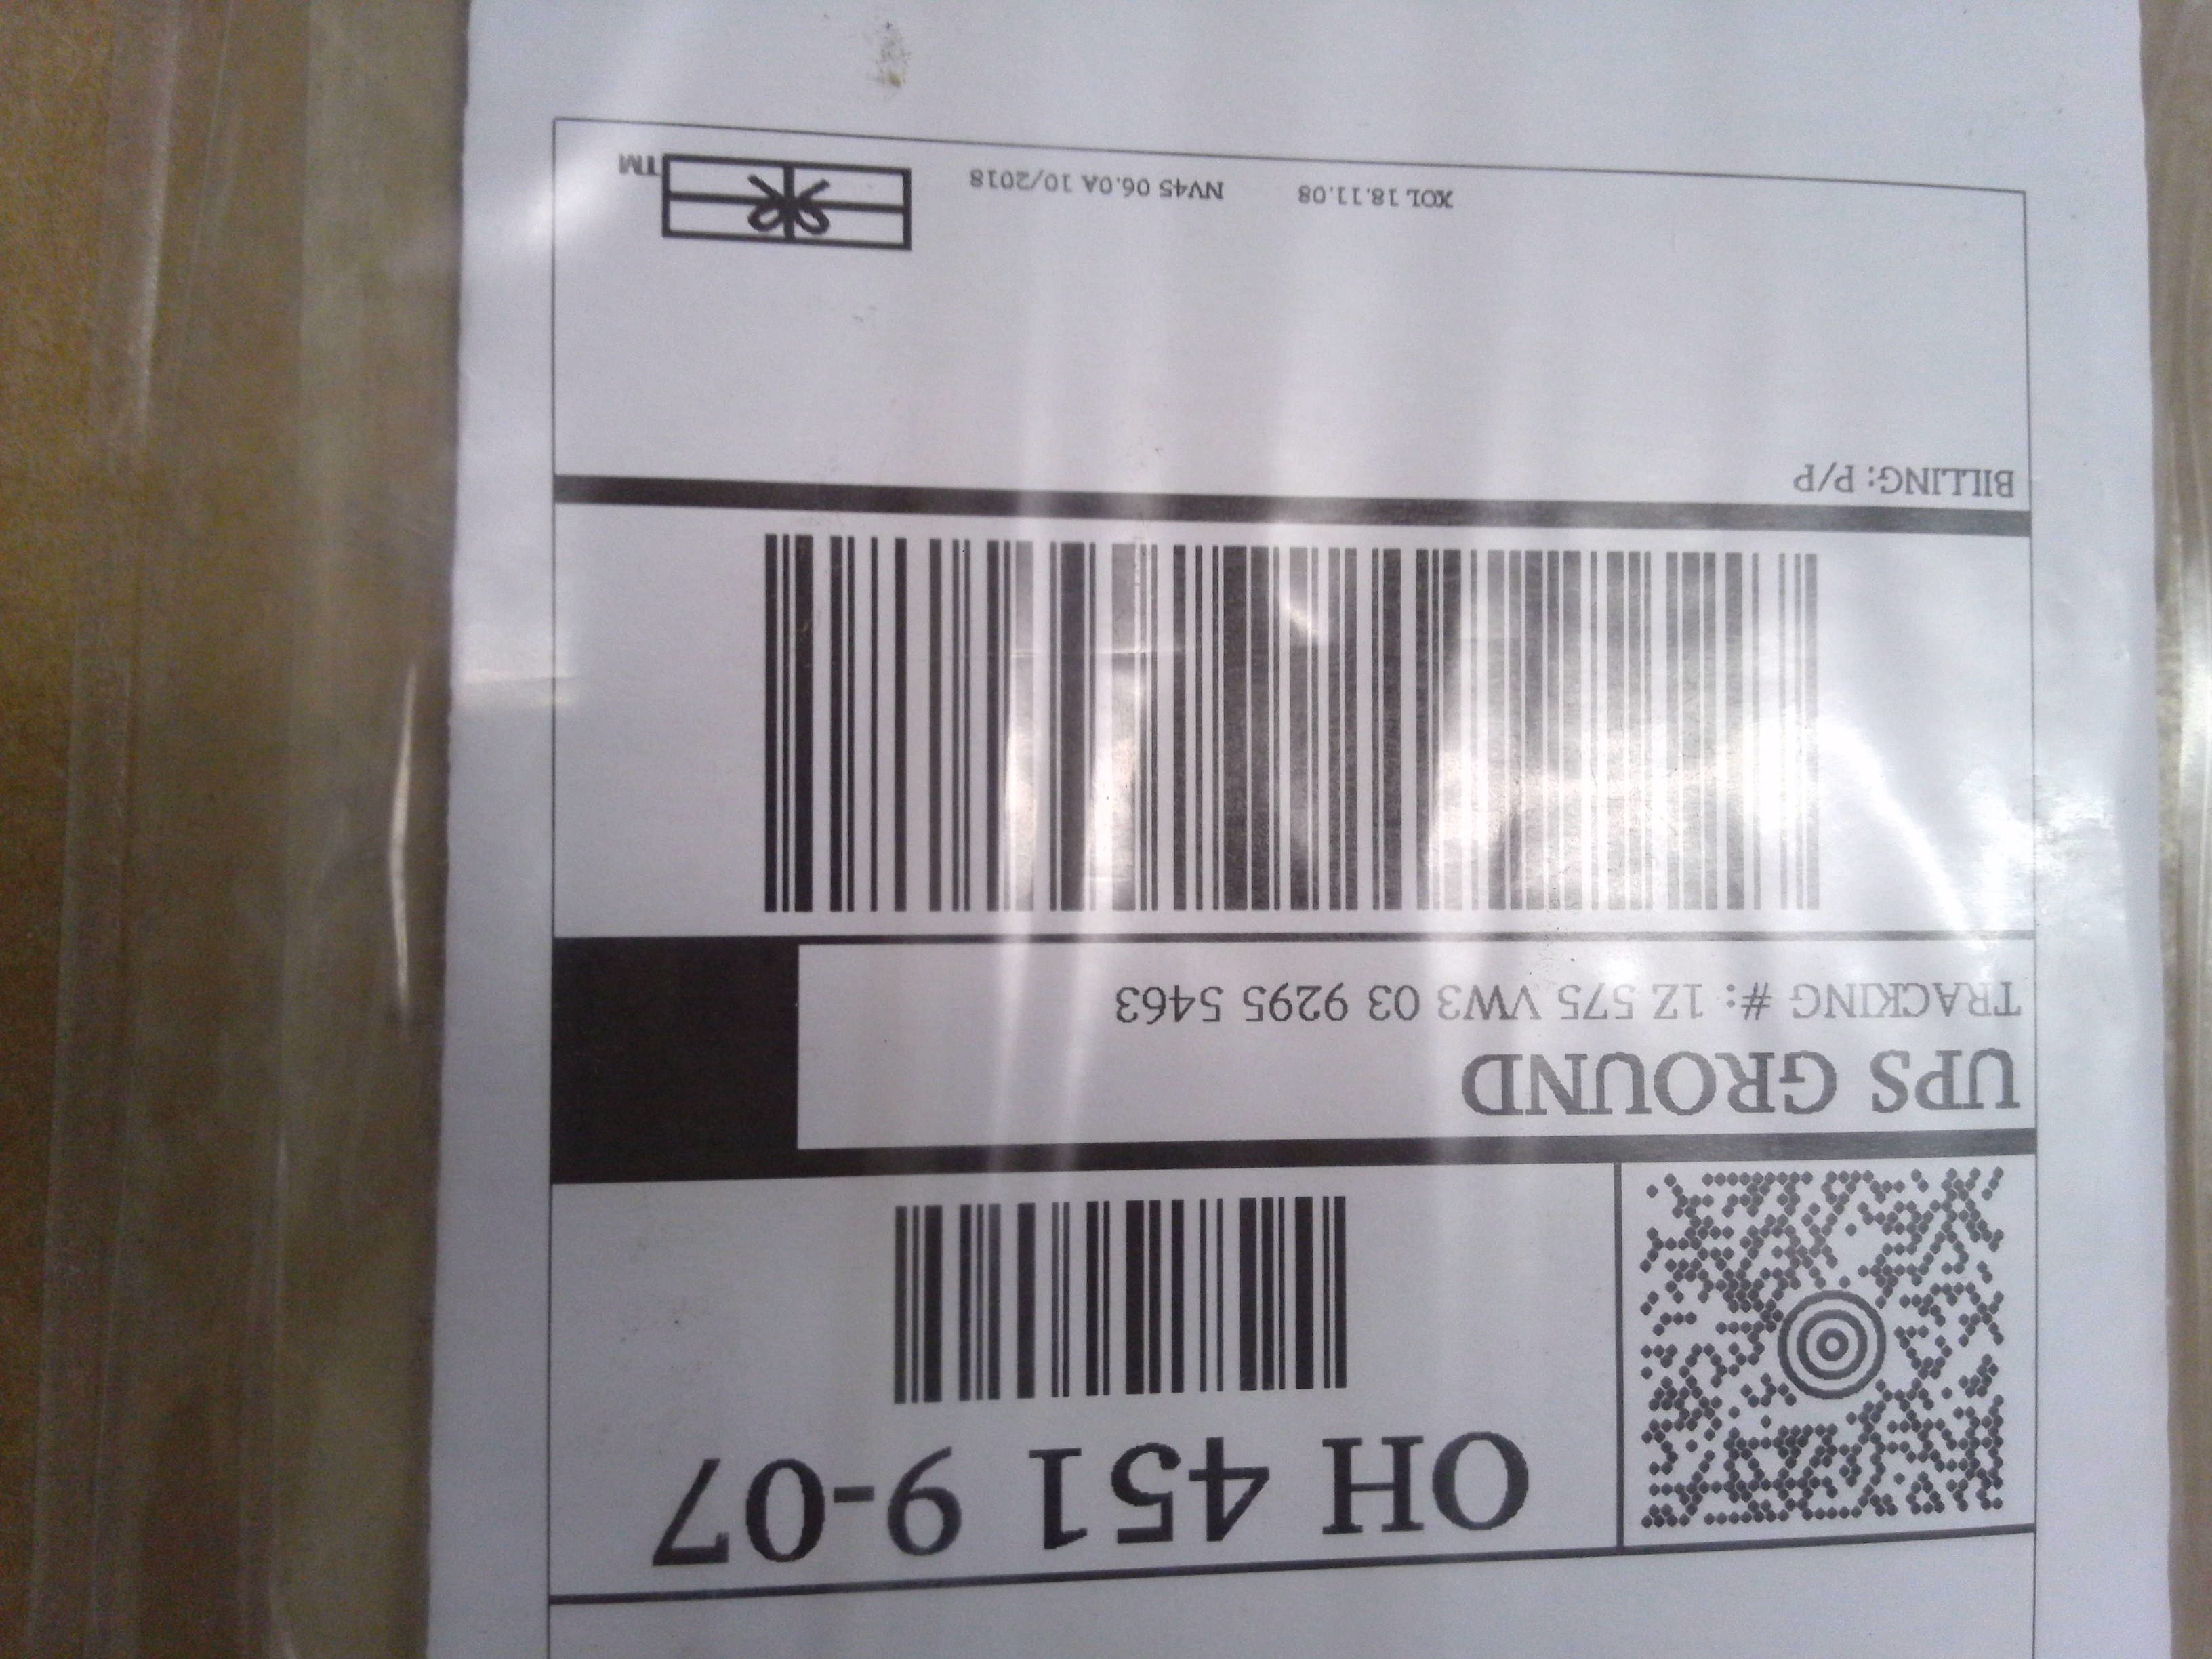 OH 451 9-07
UPS GROUND
TRACKING #: 1Z 575 VW3 03 9295 5463
BILLING: P/P
XOL 18.11.08 NV45 06.0A 10/2018
TM